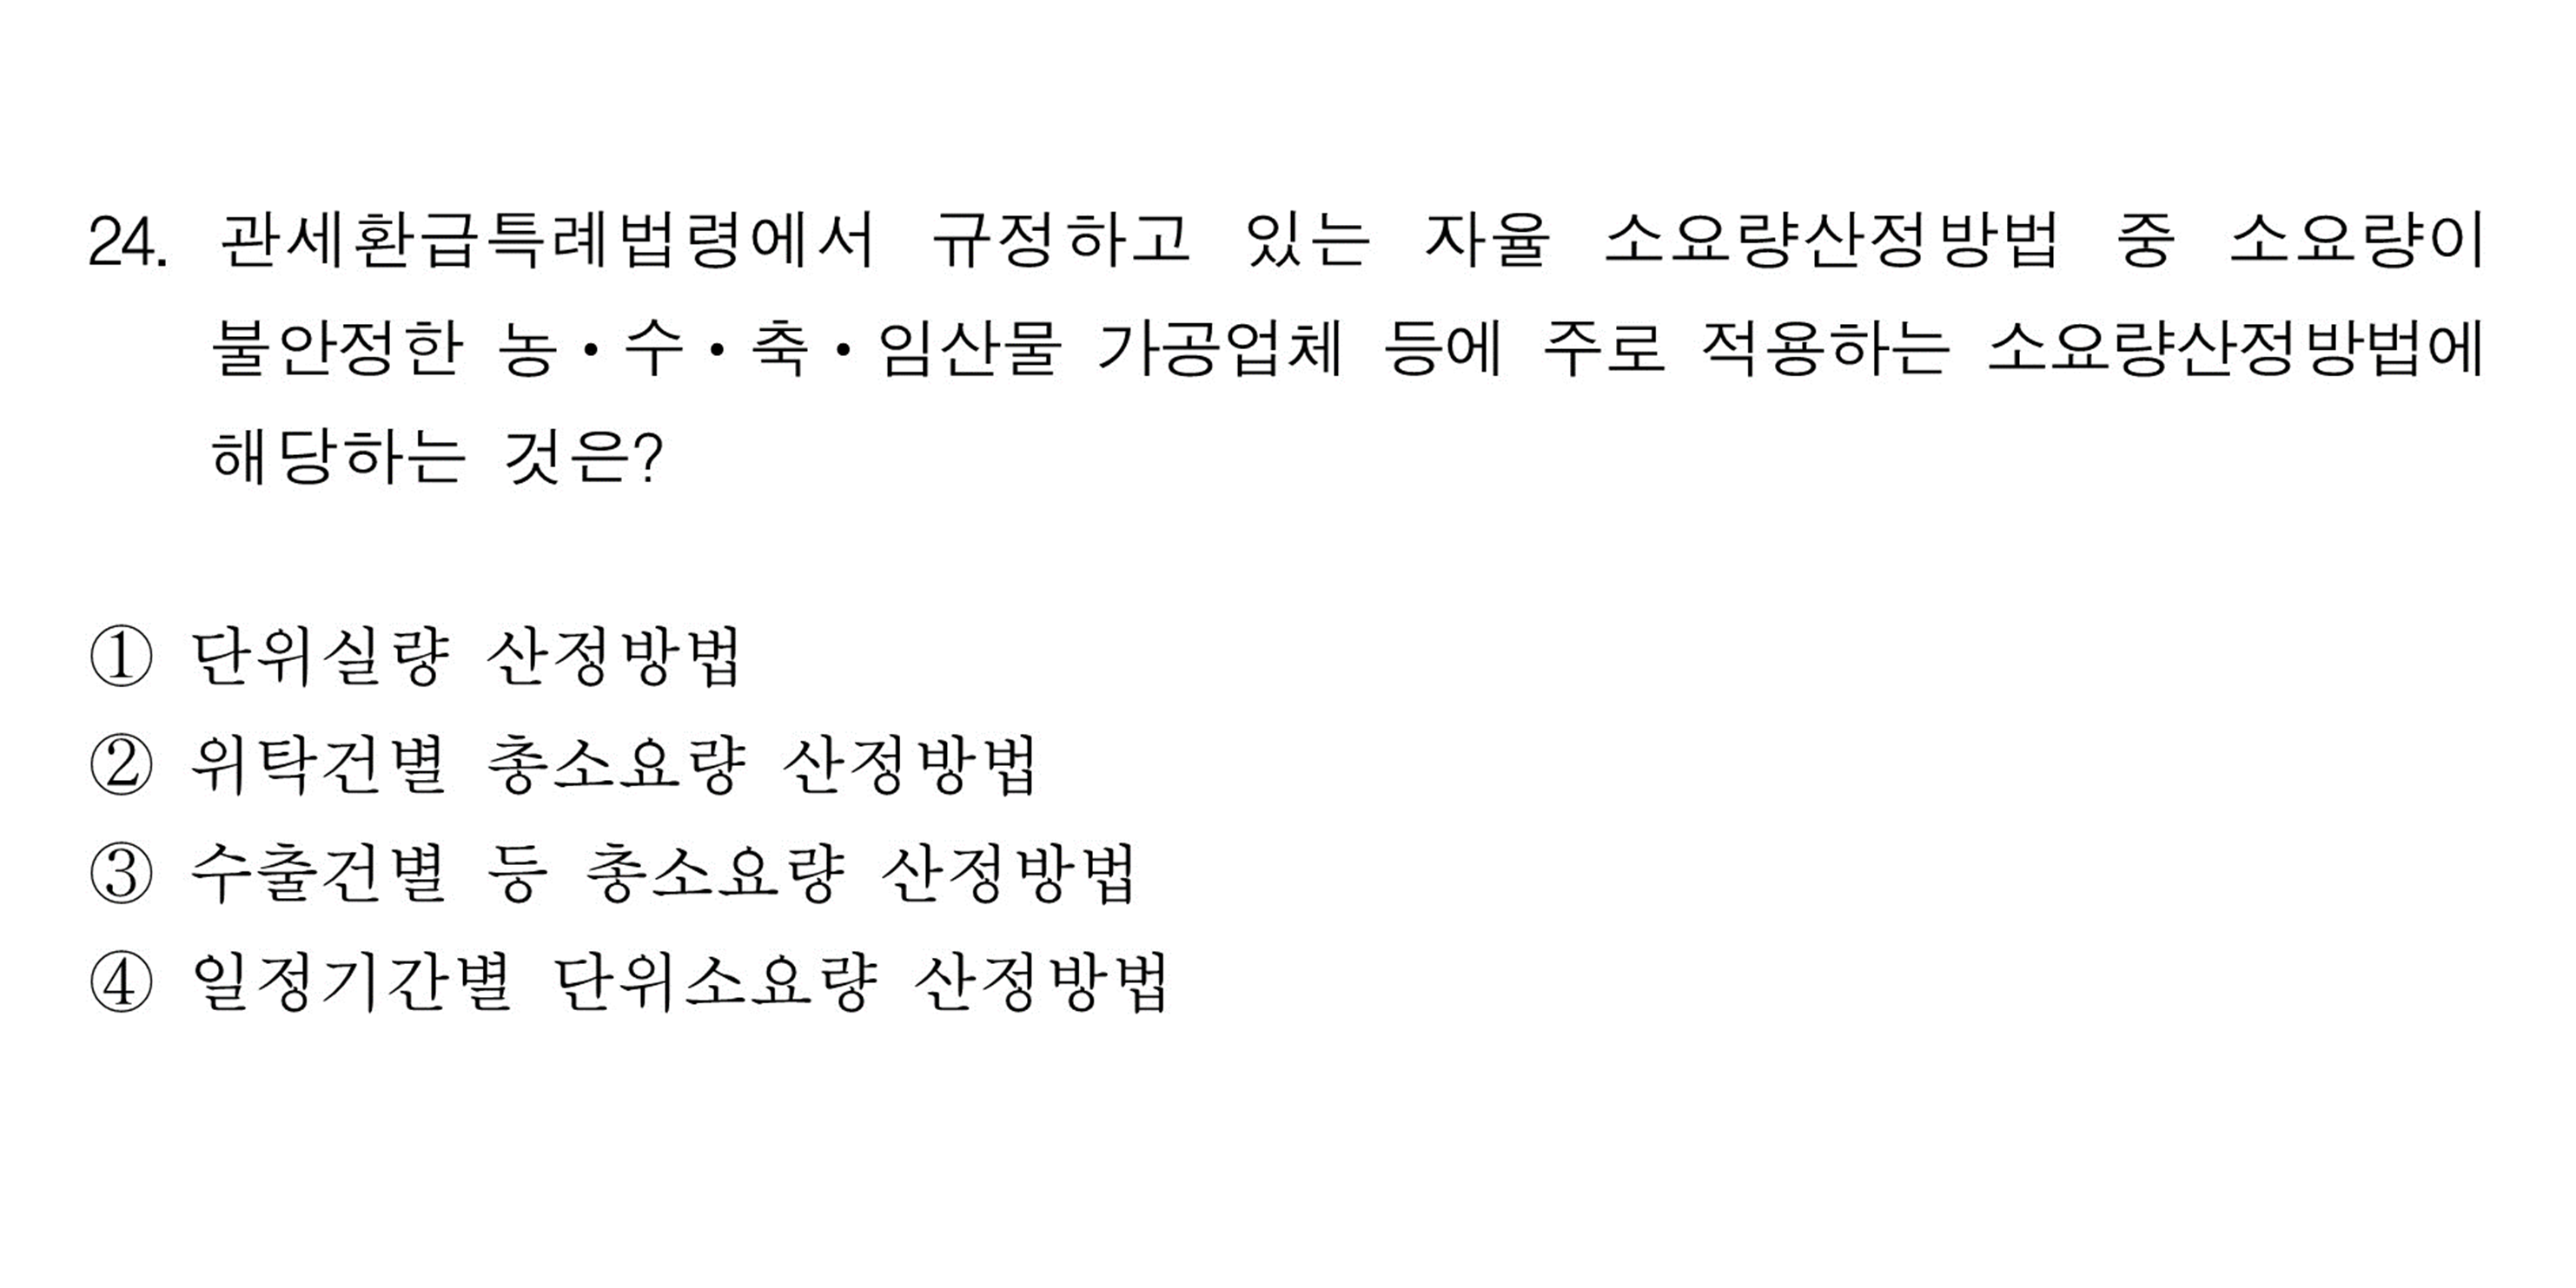 24. 관세환급특례법령에서 규정하고 있는 자율 소요량산정방법 중 소요량이
불안정한 농・수・축・임산물 가공업체 등에 주로 적용하는 소요량산정방법에
해당하는 것은?
① 단위실량 산정방법
② 위탁건별 총소요량 산정방법
③ 수출건별 등 총소요량 산정방법
④ 일정기간별 단위소요량 산정방법